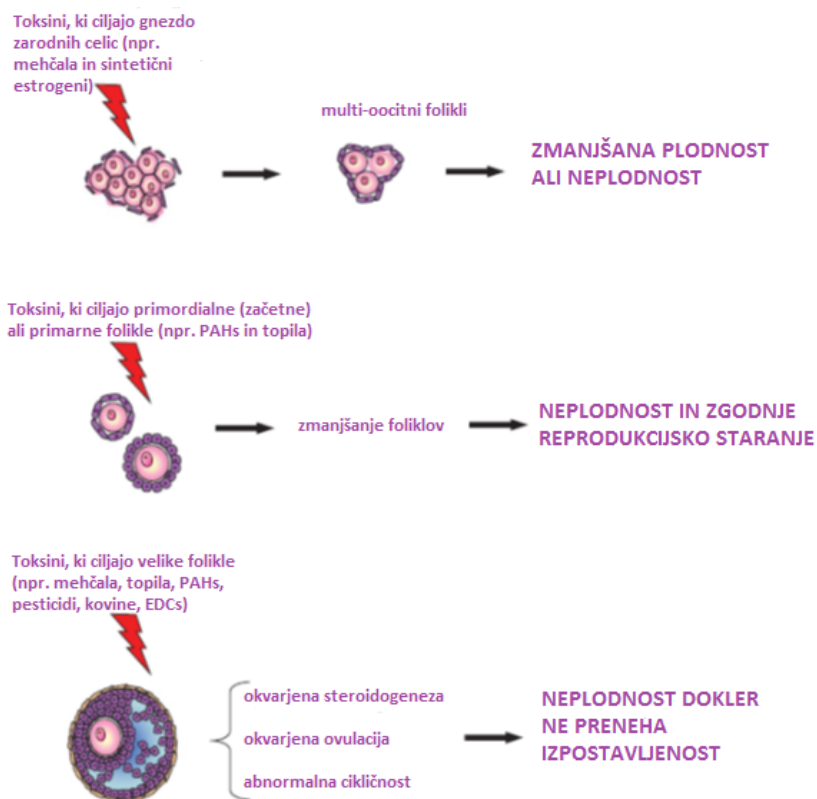 Toksini, ki ciljajo gnezdo
zarodnih celic (npr.
mehčala in sintetični
estrogeni)
multi-oocitni folikli
ZMANJŠANA PLODNOST
ALI NEPLODNOST
Toksini, ki ciljajo primordialne (začetne)
ali primarne folikle (npr. PAHs in topila)
zmanjšanje foliklov
NEPLODNOST IN ZGODNJE
REPRODUKCIJSKO STARANJE
Toksini, ki ciljajo velike folikle
(npr. mehčala, topila, PAHs,
pesticidi, kovine, EDCs)
okvarjena steroidogeneza
okvarjena ovulacija
abnormalna cikličnost
NEPLODNOST DOKLER
NE PRENEHA
IZPOSTAVLJENOST